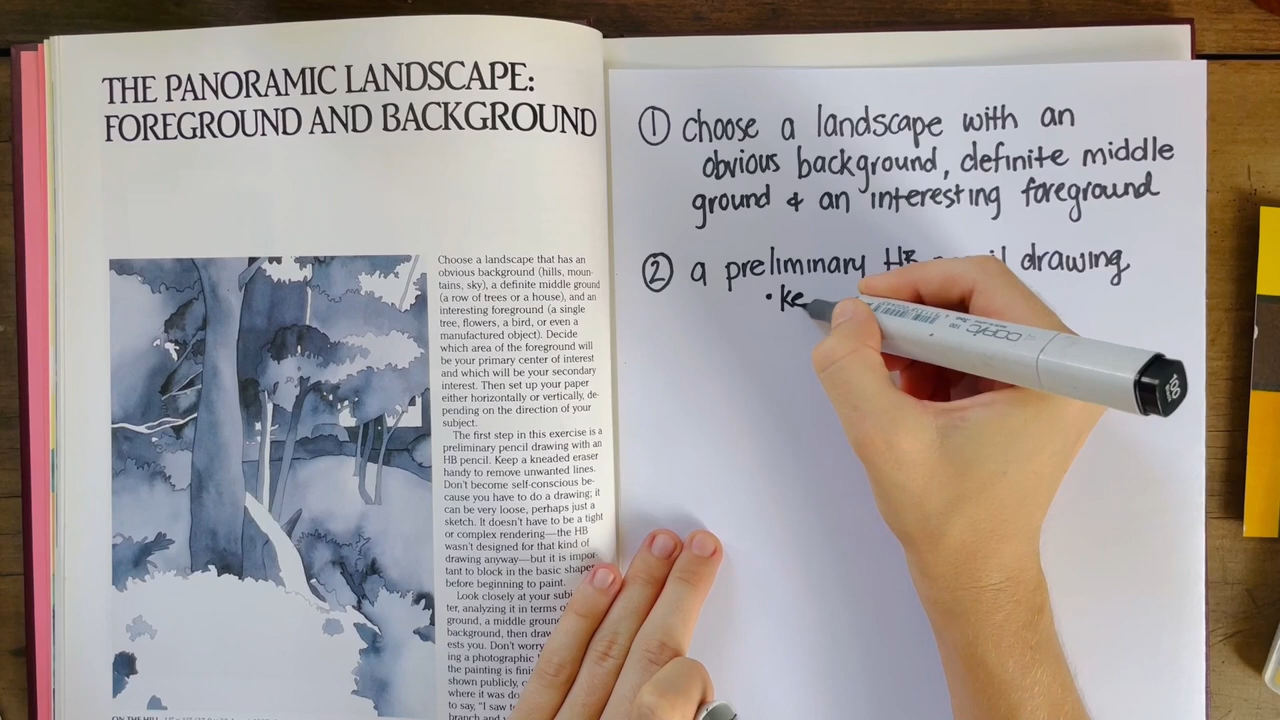 THE PANORAMIC LANDSCAPE:
FOREGROUND AND BACKGROUND
Choose a landscape that has an
obvious background (hills, moun-
tains, sky), a definite middle ground
(a row of trees or a house), and an
interesting foreground (a single
tree, flowers, a bird, or even a
manufactured object). Decide
which area of the foreground will
be your primary center of interest
and which will be your secondary
interest. Then set up your paper
either horizontally or vertically, de-
pending on the direction of your
subject.
The first step in this exercise is a
preliminary pencil drawing with an
HB pencil. Keep a kneaded eraser
handy to remove unwanted lines.
Don't become self-conscious be-
cause you have to do a drawing; it
can be very loose, perhaps just a
sketch. It doesn't have to be a tight
or complex rendering—the HB
wasn't designed for that kind of
drawing anyway—but it is impor-
tant to block in the basic shapes
before beginning to paint.
Look closely at your subj
ter, analyzing it in terms o
ground, a middle groun
background, then draw
ests you. Don't worry
ing a photographic
the painting is fini
shown publicly,
where it was do
to say, "I saw
branch and
ON THE HILL
① choose a landscape with an
obvious background, definite middle
ground & an interesting foreground
② a preliminary HB pencil drawing
• ke
COPIC
100